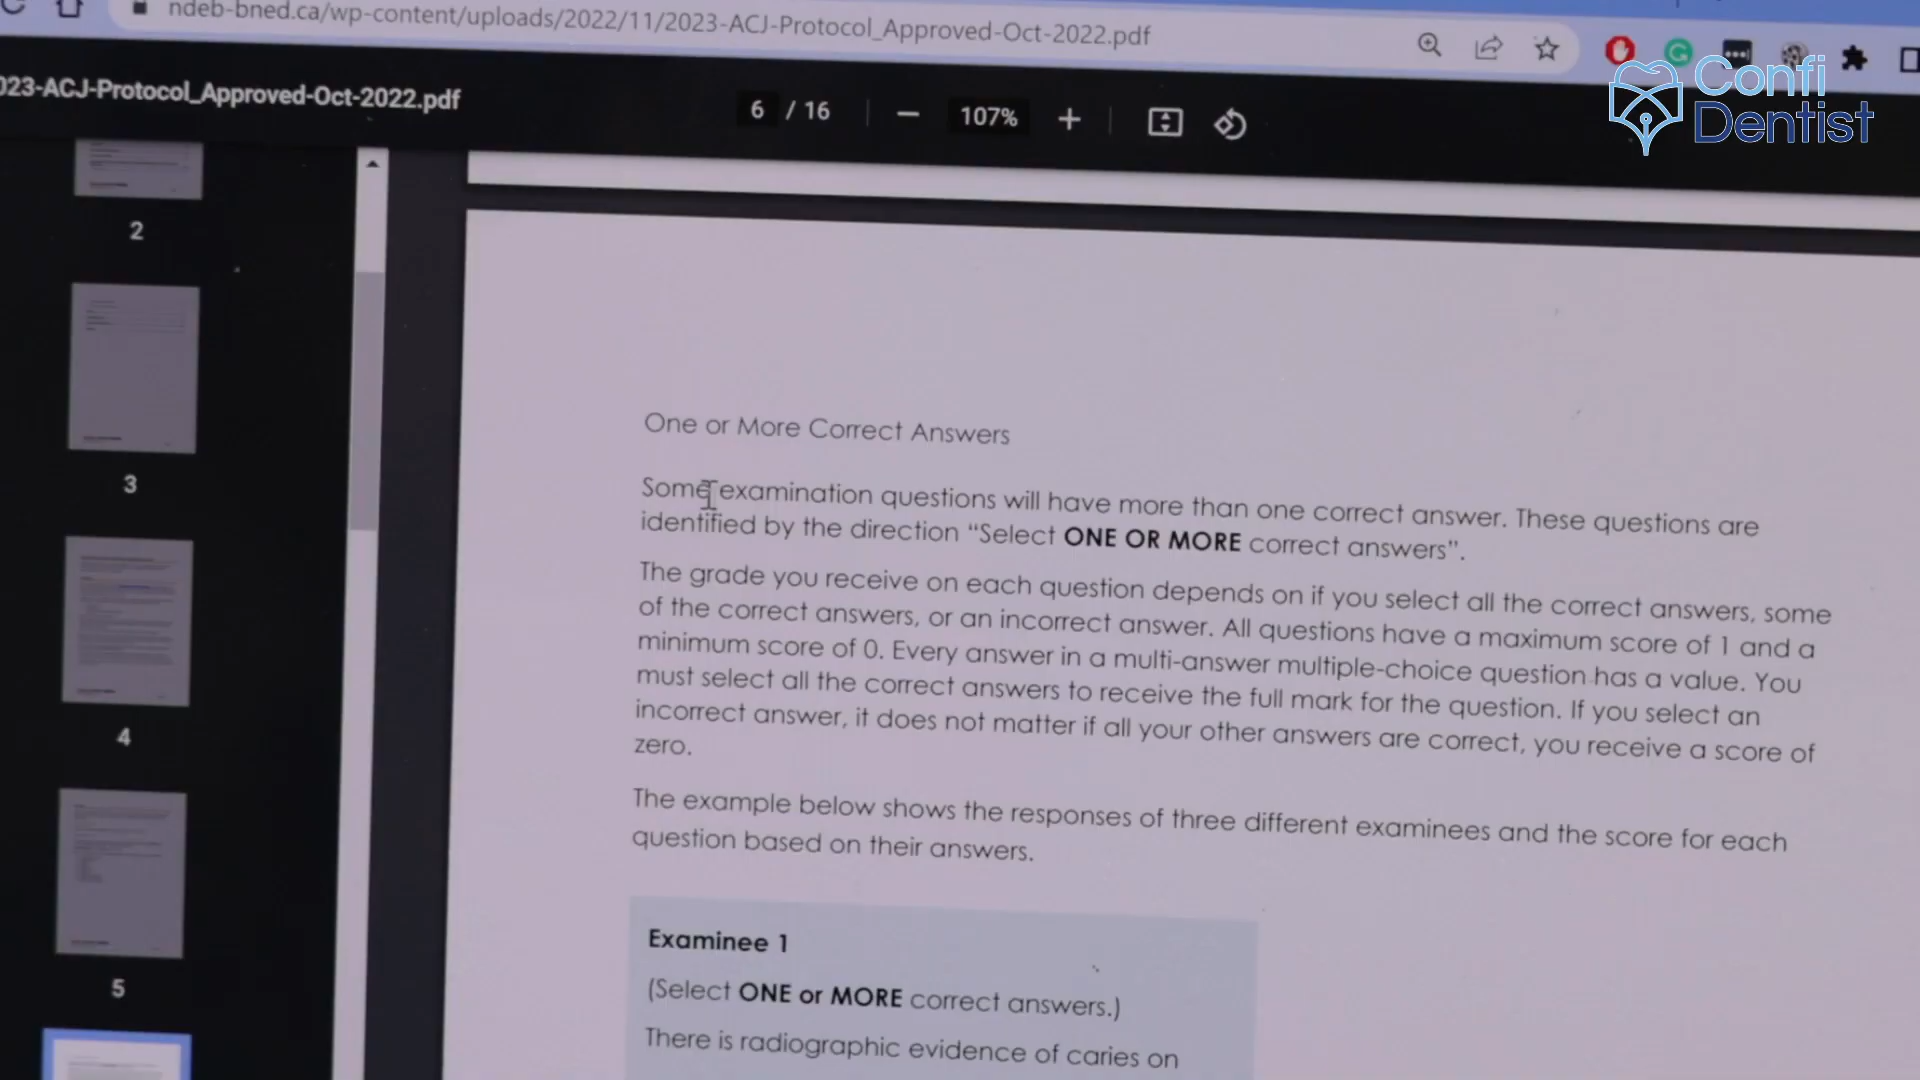 ndeb-bned.ca/wp-content/uploads/2022/11/2023-ACJ-Protocol_Approved-Oct-2022.pdf
023-ACJ-Protocol_Approved-Oct-2022.pdf
6 / 16
107%
Confi
Dentist
2
3
4
5
One or More Correct Answers
Some examination questions will have more than one correct answer. These questions are
identified by the direction “Select ONE OR MORE correct answers”.
The grade you receive on each question depends on if you select all the correct answers, some
of the correct answers, or an incorrect answer. All questions have a maximum score of 1 and a
minimum score of 0. Every answer in a multi-answer multiple-choice question has a value. You
must select all the correct answers to receive the full mark for the question. If you select an
incorrect answer, it does not matter if all your other answers are correct, you receive a score of
zero.
The example below shows the responses of three different examinees and the score for each
question based on their answers.
Examinee 1
(Select ONE or MORE correct answers.)
There is radiographic evidence of caries on